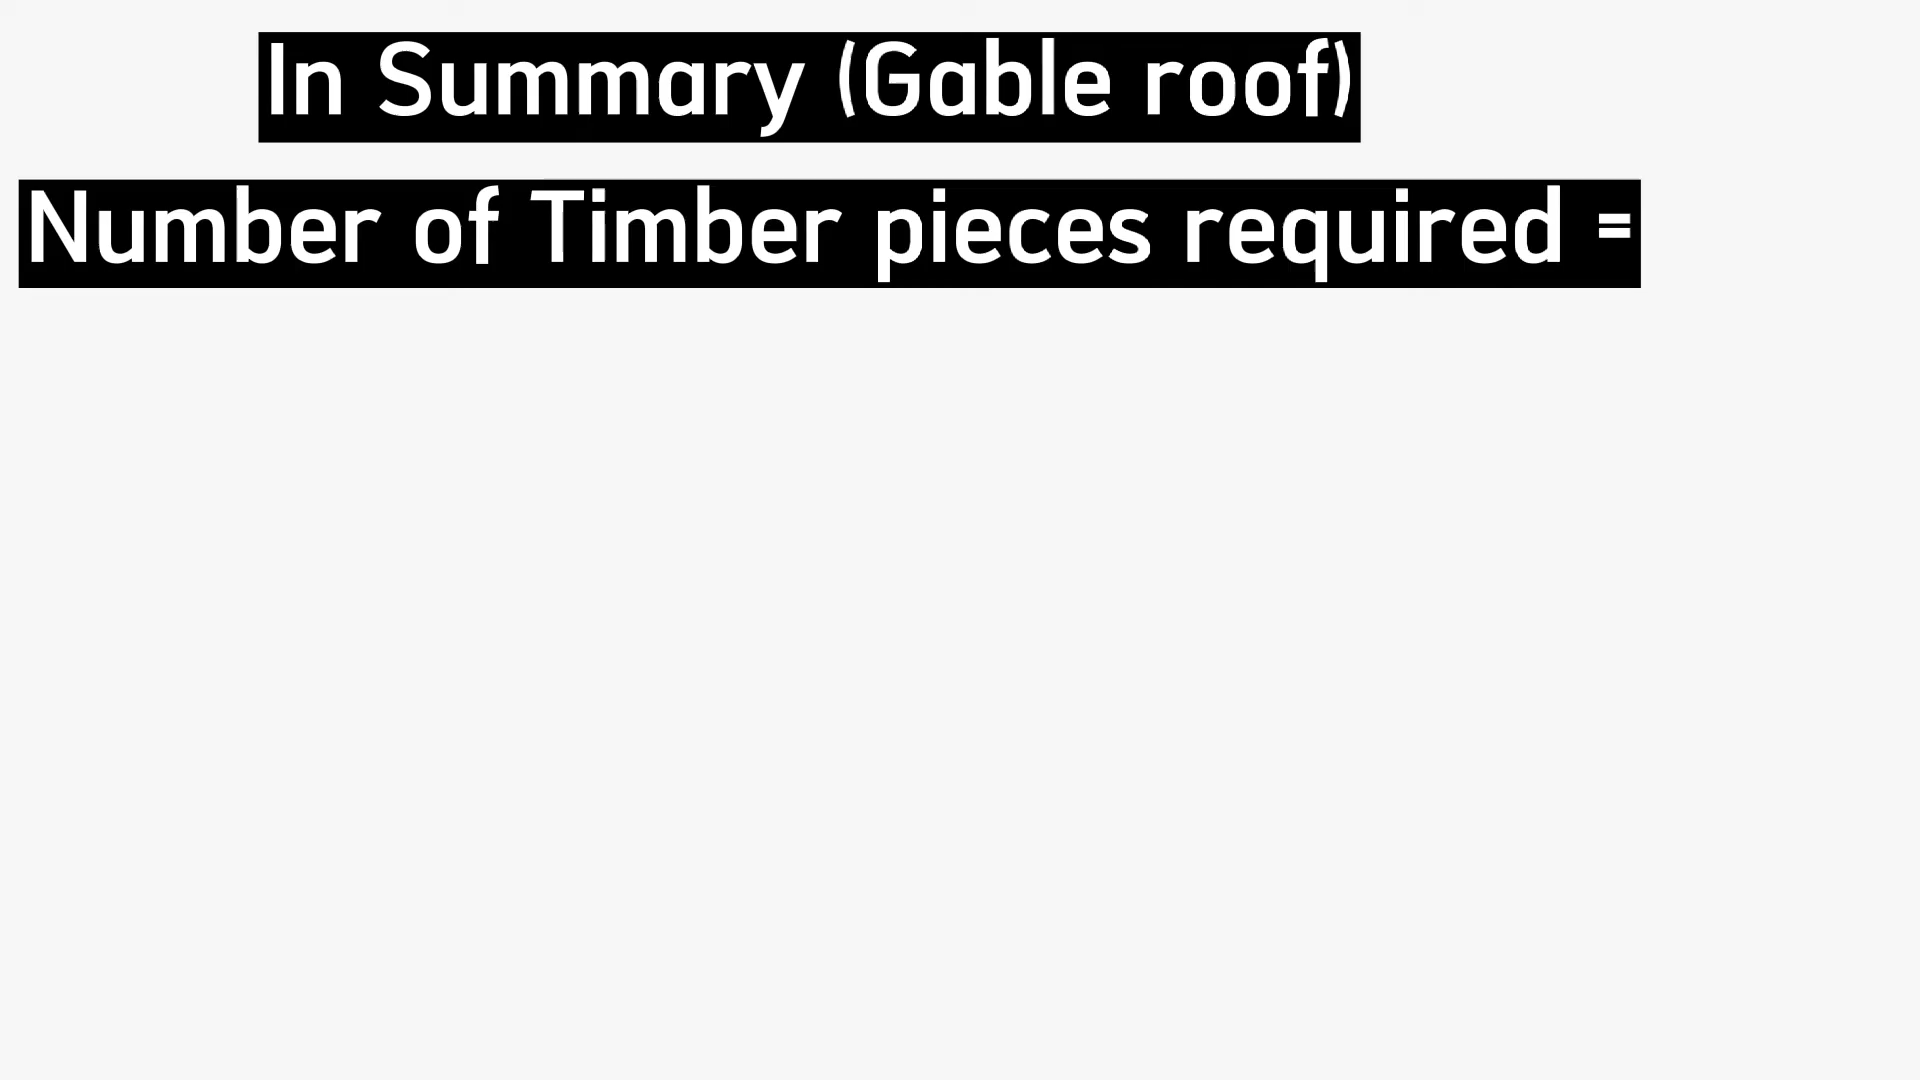 In Summary (Gable roof)
Number of Timber pieces required =